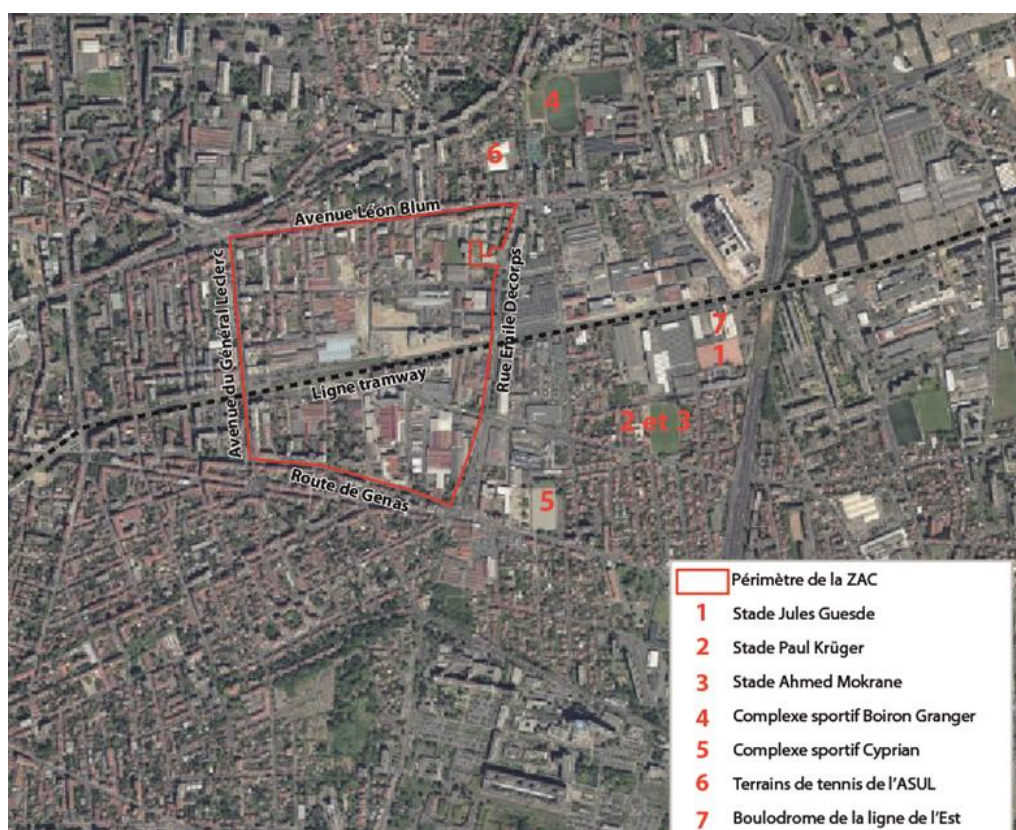 4
6
Avenue Léon Blum
Avenue du Général Leclerc
Rue Emile Decorps
7
1
Ligne tramway
2 et 3
Route de Genas
5
Périmètre de la ZAC
1 Stade Jules Guesde
2 Stade Paul Krüger
3 Stade Ahmed Mokrane
4 Complexe sportif Boiron Granger
5 Complexe sportif Cyprian
6 Terrains de tennis de l'ASUL
7 Boulodrome de la ligne de l'Est